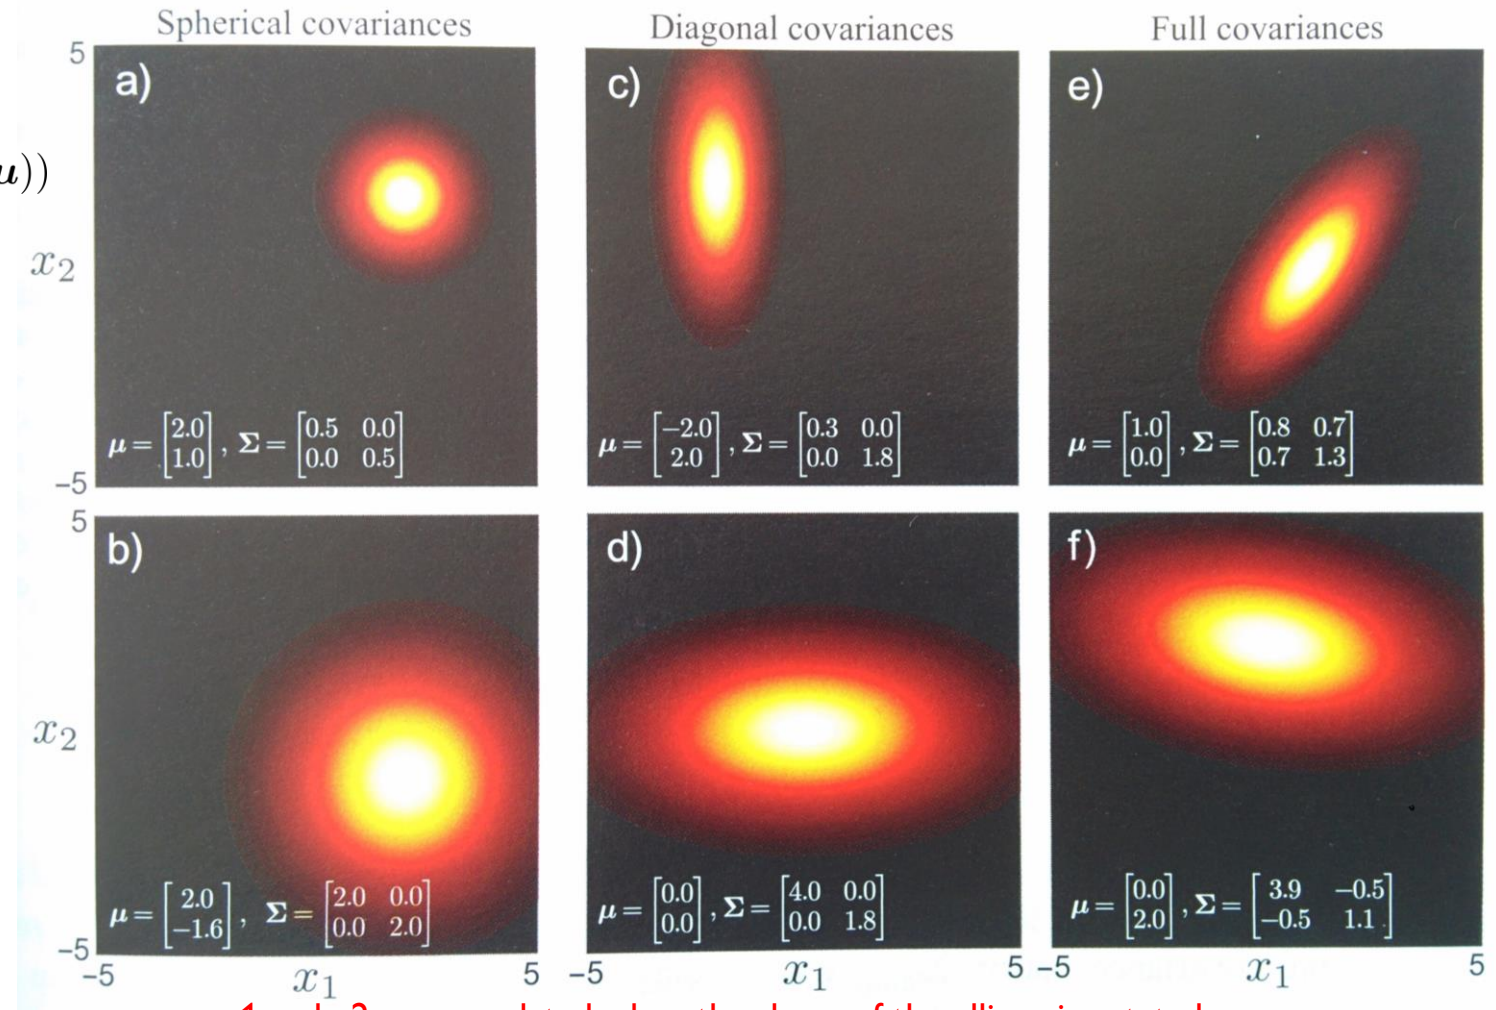 Spherical covariances
Diagonal covariances
Full covariances
u))
5
a)
x₂
μ = [2.0 1.0], Σ = [0.5 0.0 0.0 0.5]
−5
c)
μ = [−2.0 2.0], Σ = [0.3 0.0 0.0 1.8]
e)
μ = [1.0 0.0], Σ = [0.8 0.7 0.7 1.3]
5
b)
x₂
μ = [2.0 −1.6], Σ = [2.0 0.0 0.0 2.0]
−5
d)
μ = [0.0 0.0], Σ = [4.0 0.0 0.0 1.8]
f)
μ = [0.0 2.0], Σ = [3.9 −0.5 −0.5 1.1]
−5 x₁ 5
−5 x₁ 5
−5 x₁ 5